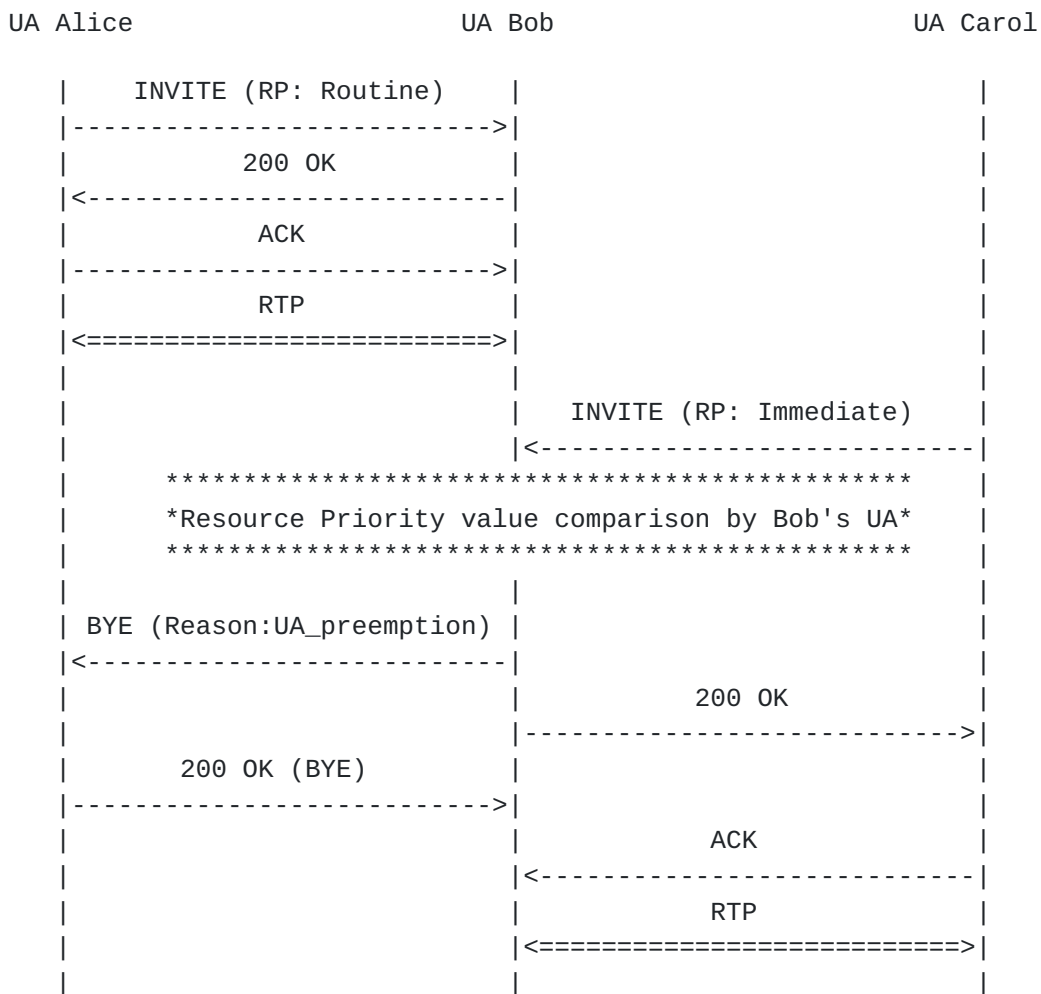 UA Alice                     UA Bob                       UA Carol

   |    INVITE (RP: Routine)    |                             |
   |--------------------------->|                             |
   |           200 OK           |                             |
   |<---------------------------|                             |
   |            ACK             |                             |
   |--------------------------->|                             |
   |            RTP             |                             |
   |<==========================>|                             |
   |                            |                             |
   |                            |   INVITE (RP: Immediate)    |
   |                            |<----------------------------|
   |      ************************************************    |
   |      *Resource Priority value comparison by Bob's UA*    |
   |      ************************************************    |
   |                            |                             |
   | BYE (Reason:UA_preemption) |                             |
   |<---------------------------|                             |
   |                            |           200 OK            |
   |                            |---------------------------->|
   |       200 OK (BYE)         |                             |
   |--------------------------->|                             |
   |                            |            ACK              |
   |                            |<----------------------------|
   |                            |            RTP              |
   |                            |<===========================>|
   |                            |                             |